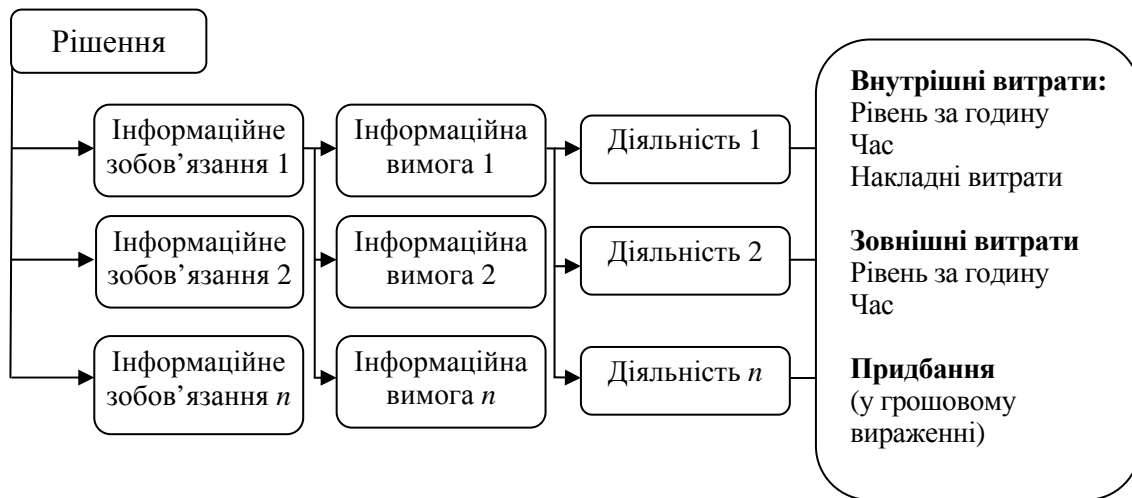 Рішення
Інформаційне
зобов’язання 1
Інформаційна
вимога 1
Діяльність 1
Інформаційне
зобов’язання 2
Інформаційна
вимога 2
Діяльність 2
Інформаційне
зобов’язання n
Інформаційна
вимога n
Діяльність n
Внутрішні витрати:
Рівень за годину
Час
Накладні витрати
Зовнішні витрати
Рівень за годину
Час
Придбання
(у грошовому
вираженні)